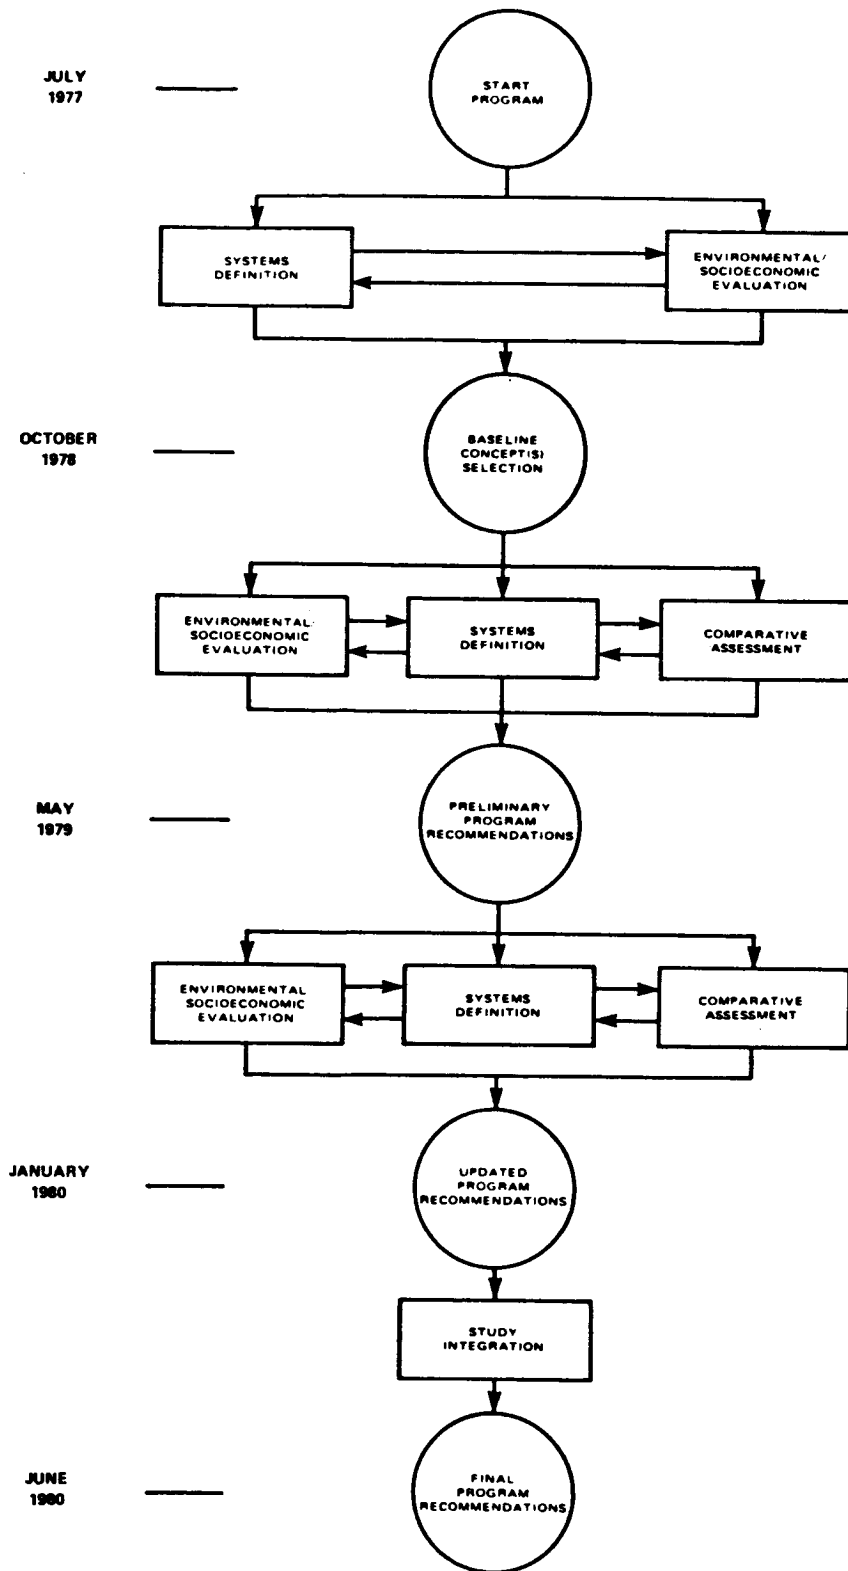 JULY
1977
START
PROGRAM
SYSTEMS
DEFINITION
ENVIRONMENTAL/
SOCIOECONOMIC
EVALUATION
OCTOBER
1978
BASELINE
CONCEPT(S)
SELECTION
ENVIRONMENTAL
SOCIOECONOMIC
EVALUATION
SYSTEMS
DEFINITION
COMPARATIVE
ASSESSMENT
MAY
1979
PRELIMINARY
PROGRAM
RECOMMENDATIONS
ENVIRONMENTAL
SOCIOECONOMIC
EVALUATION
SYSTEMS
DEFINITION
COMPARATIVE
ASSESSMENT
JANUARY
1980
UPDATED
PROGRAM
RECOMMENDATIONS
STUDY
INTEGRATION
JUNE
1980
FINAL
PROGRAM
RECOMMENDATIONS